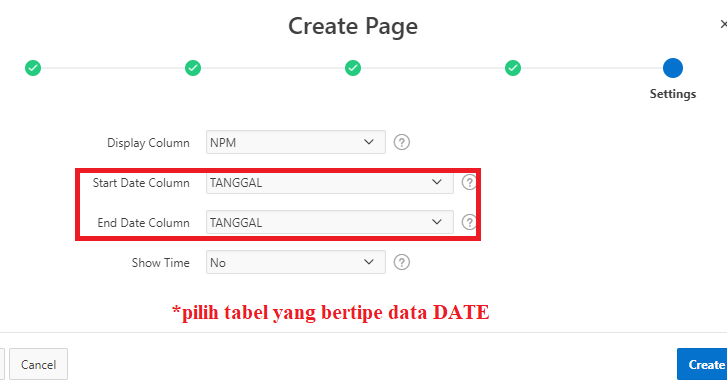 Create Page
Settings
Display Column NPM
Start Date Column TANGGAL
End Date Column TANGGAL
Show Time No
*pilih tabel yang bertipe data DATE
Cancel Create